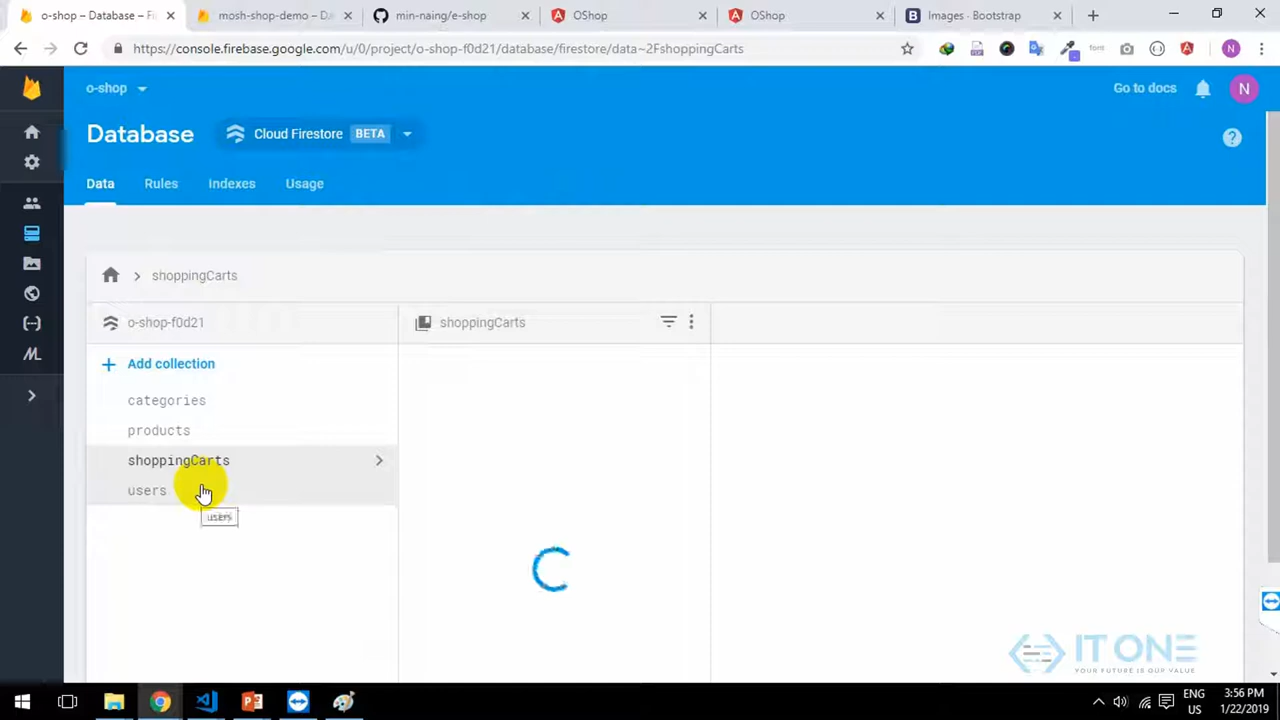 o-shop – Database – Fi
mosh-shop-demo – Da
min-naing/e-shop
OShop
OShop
Images · Bootstrap
https://console.firebase.google.com/u/0/project/o-shop-f0d21/database/firestore/data~2FshoppingCarts
font
N
o-shop
Go to docs
N
Database
Cloud Firestore BETA
Data
Rules
Indexes
Usage
shoppingCarts
o-shop-f0d21
shoppingCarts
Add collection
categories
products
shoppingCarts
users
users
IT ONE
YOUR FUTURE IS OUR VALUE
ENG
US
3:56 PM
1/22/2019